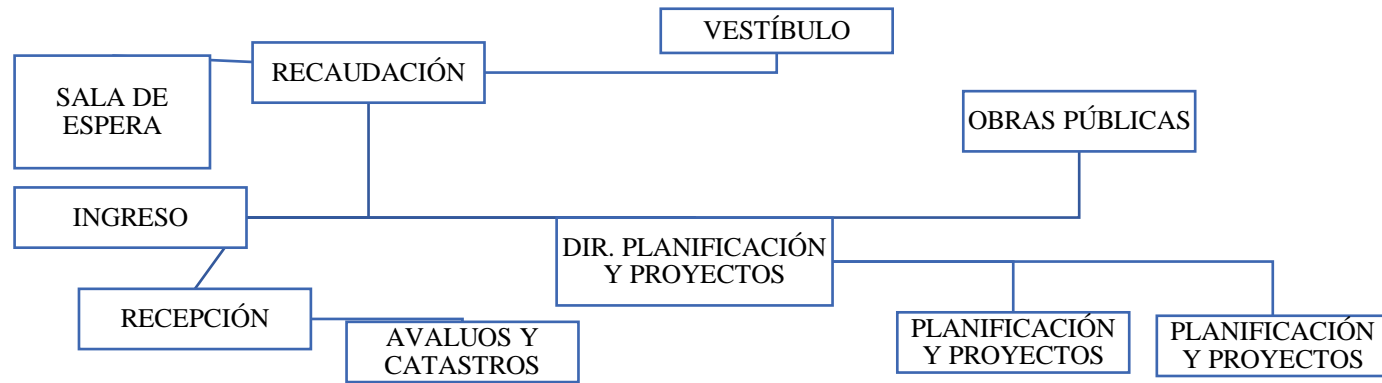 VESTÍBULO
RECAUDACIÓN
SALA DE
ESPERA
OBRAS PÚBLICAS
INGRESO
DIR. PLANIFICACIÓN
Y PROYECTOS
RECEPCIÓN
AVALUOS Y
CATASTROS
PLANIFICACIÓN
Y PROYECTOS
PLANIFICACIÓN
Y PROYECTOS